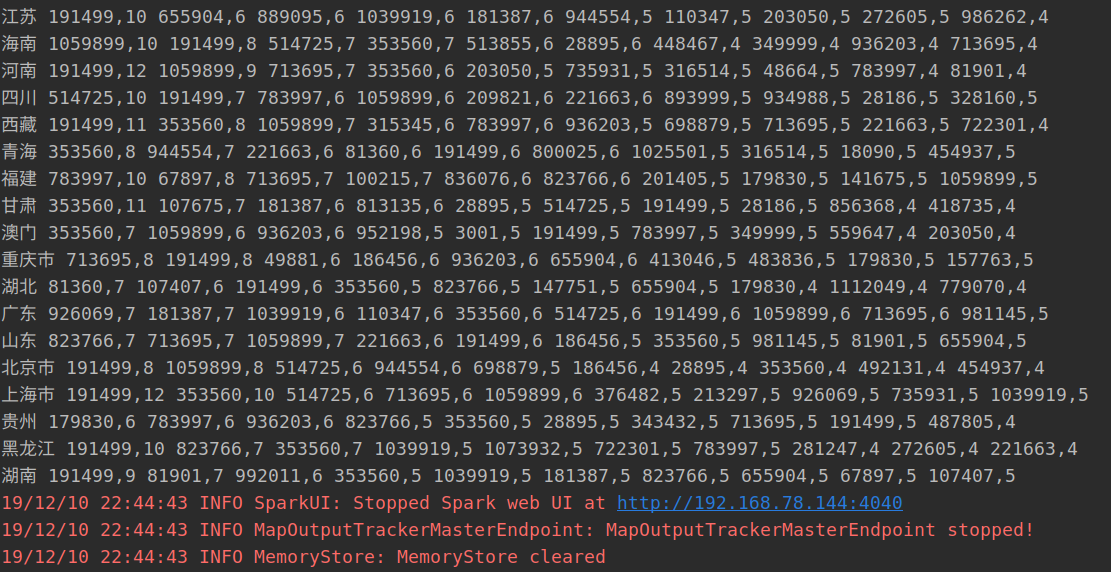 江苏 191499,10 655904,6 889095,6 1039919,6 181387,6 944554,5 110347,5 203050,5 272605,5 986262,4
海南 1059899,10 191499,8 514725,7 353560,7 513855,6 28895,6 448467,4 349999,4 936203,4 713695,4
河南 191499,12 1059899,9 713695,7 353560,6 203050,5 735931,5 316514,5 48664,5 783997,4 81901,4
四川 514725,10 191499,7 783997,6 1059899,6 209821,6 221663,6 893999,5 934988,5 28186,5 328160,5
西藏 191499,11 353560,8 1059899,7 315345,6 783997,6 936203,5 698879,5 713695,5 221663,5 722301,4
青海 353560,8 944554,7 221663,6 81360,6 191499,6 800025,6 1025501,5 316514,5 18090,5 454937,5
福建 783997,10 67897,8 713695,7 100215,7 836076,6 823766,6 201405,5 179830,5 141675,5 1059899,5
甘肃 353560,11 107675,7 181387,6 813135,6 28895,5 514725,5 191499,5 28186,5 856368,4 418735,4
澳门 353560,7 1059899,6 936203,6 952198,5 3001,5 191499,5 783997,5 349999,5 559647,4 203050,4
重庆市 713695,8 191499,8 49881,6 186456,6 936203,6 655904,6 413046,5 483836,5 179830,5 157763,5
湖北 81360,7 107407,6 191499,6 353560,5 823766,5 147751,5 655904,5 179830,4 1112049,4 779070,4
广东 926069,7 181387,7 1039919,6 110347,6 353560,6 514725,6 191499,6 1059899,6 713695,6 981145,5
山东 823766,7 713695,7 1059899,7 221663,6 191499,6 186456,5 353560,5 981145,5 81901,5 655904,5
北京市 191499,8 1059899,8 514725,6 944554,6 698879,5 186456,4 28895,4 353560,4 492131,4 454937,4
上海市 191499,12 353560,10 514725,6 713695,6 1059899,6 376482,5 213297,5 926069,5 735931,5 1039919,5
贵州 179830,6 783997,6 936203,6 823766,5 353560,5 28895,5 343432,5 713695,5 191499,5 487805,4
黑龙江 191499,10 823766,7 353560,7 1039919,5 1073932,5 722301,5 783997,5 281247,4 272605,4 221663,4
湖南 191499,9 81901,7 992011,6 353560,5 1039919,5 181387,5 823766,5 655904,5 67897,5 107407,5
19/12/10 22:44:43 INFO SparkUI: Stopped Spark web UI at http://192.168.78.144:4040
19/12/10 22:44:43 INFO MapOutputTrackerMasterEndpoint: MapOutputTrackerMasterEndpoint stopped!
19/12/10 22:44:43 INFO MemoryStore: MemoryStore cleared